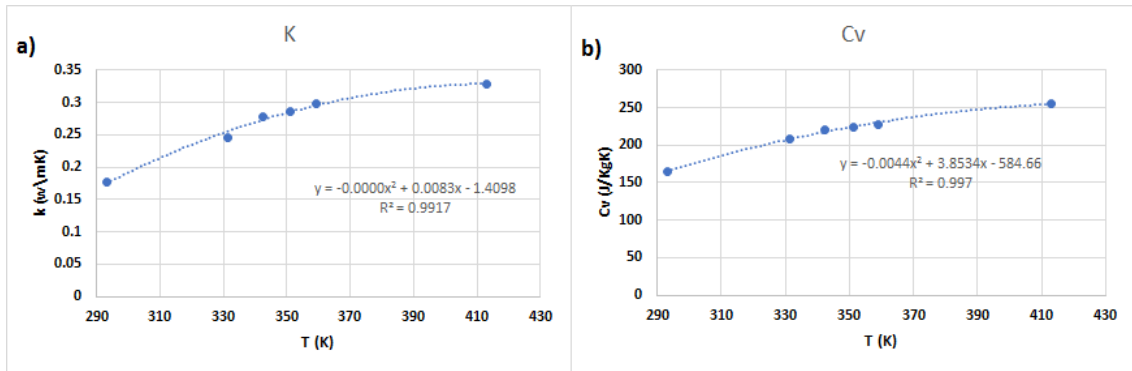 a)
K
0.35
0.3
0.25
0.2
0.15
0.1
0.05
0
k (w\mK)
y = -0.0000x² + 0.0083x - 1.4098
R² = 0.9917
290 310 330 350 370 390 410 430
T (K)
b)
Cv
300
250
200
150
100
50
0
Cv (J/KgK)
y = -0.0044x² + 3.8534x - 584.66
R² = 0.997
290 310 330 350 370 390 410 430
T (K)